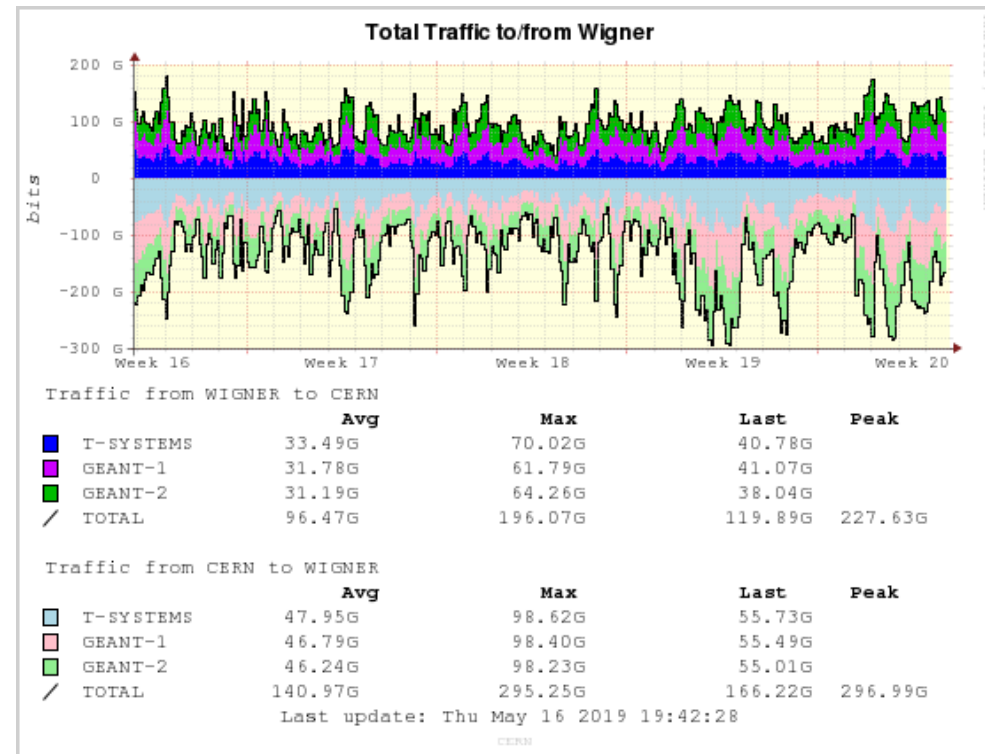 Total Traffic to/from Wigner
200 G
100 G
0
-100 G
-200 G
-300 G
bits
Week 16 Week 17 Week 18 Week 19 Week 20
Traffic from WIGNER to CERN
Avg Max Last Peak
T-SYSTEMS 33.49G 70.02G 40.78G
GEANT-1 31.78G 61.79G 41.07G
GEANT-2 31.19G 64.26G 38.04G
/ TOTAL 96.47G 196.07G 119.89G 227.63G
Traffic from CERN to WIGNER
Avg Max Last Peak
T-SYSTEMS 47.95G 98.62G 55.73G
GEANT-1 46.79G 98.40G 55.49G
GEANT-2 46.24G 98.23G 55.01G
/ TOTAL 140.97G 295.25G 166.22G 296.99G
Last update: Thu May 16 2019 19:42:28
CERN